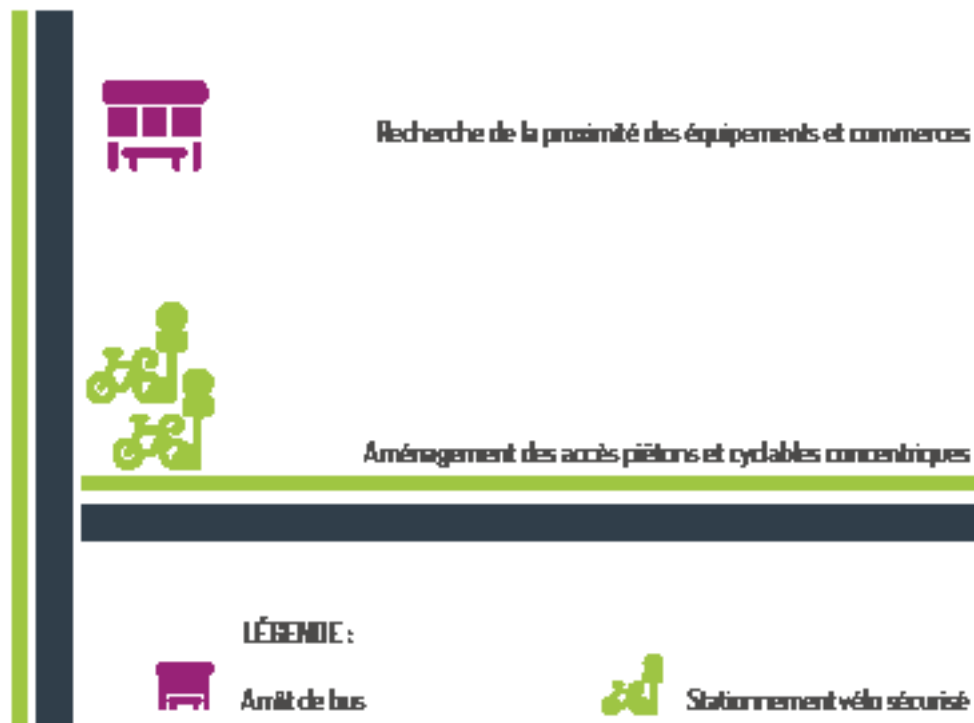 Recherche de la proximité des équipements et commerces
Aménagement des accès piétons et cyclables concentriques
LÉGENDE :
Arrêt de bus
Stationnement vélo sécurisé